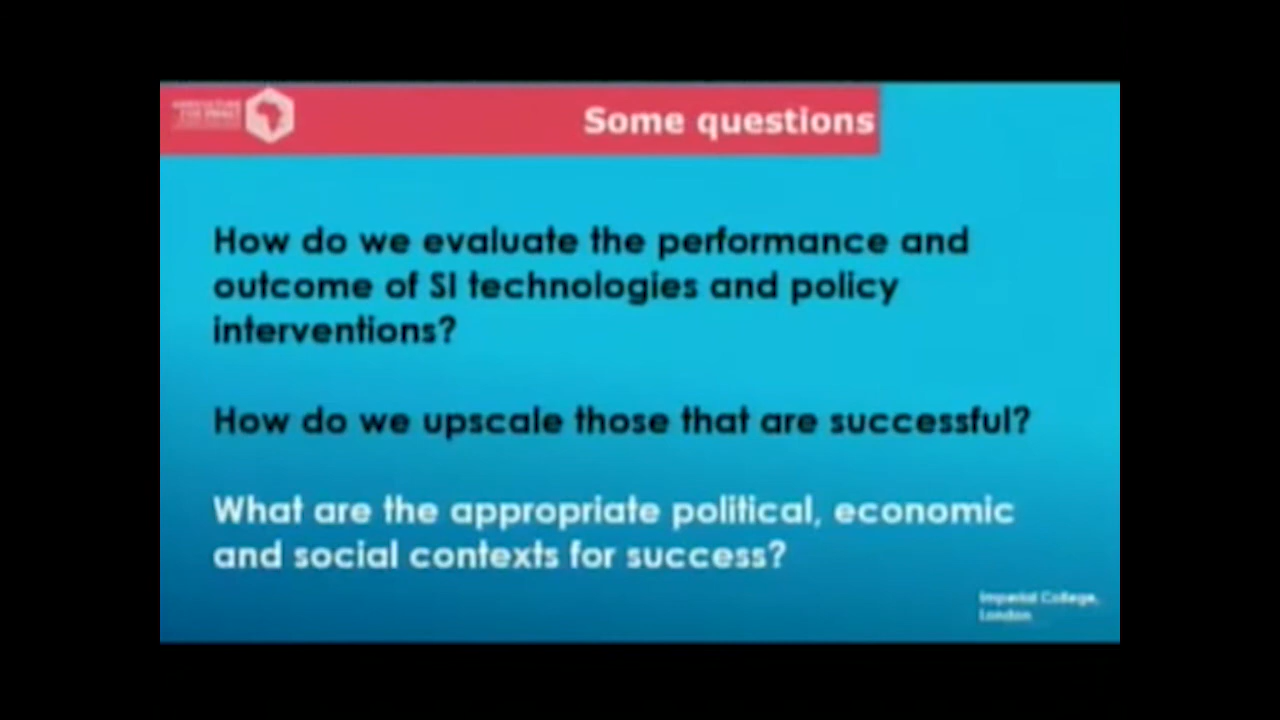 Some questions
How do we evaluate the performance and
outcome of SI technologies and policy
interventions?
How do we upscale those that are successful?
What are the appropriate political, economic
and social contexts for success?
Imperial College,
London